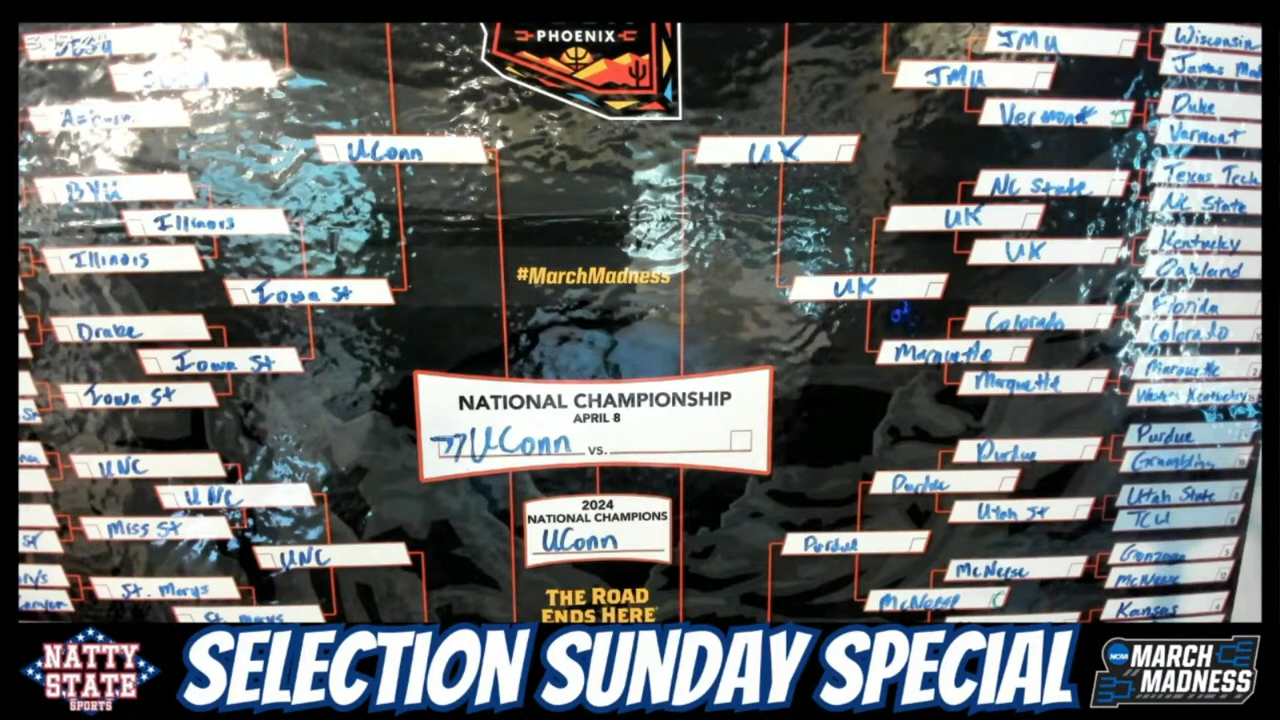 PHOENIX
#MarchMadness
UConn
BYU
Illinois
Illinois
Iowa St
Drake
Iowa St
Iowa St
UNC
UNC
Miss St
UNC
St. Marys
St. Marys
NATIONAL CHAMPIONSHIP
APRIL 8
UConn vs.
2024
NATIONAL CHAMPIONS
UConn
THE ROAD
ENDS HERE
UK
JMU
JMU
Vermont
NC State
UK
UK
UK
Colorado
Marquette
Marquette
Purdue
Purdue
Utah St
Purdue
McNeese
McNeese
Wisconsin
Duke
Vermont
Texas Tech
NC State
Kentucky
Oakland
Florida
Colorado
Marquette
Western Kentucky
Purdue
Grambling
Utah State
TCU
Gonzaga
McNeese
Kansas
NATTY
STATE
SPORTS
SELECTION SUNDAY SPECIAL
NCAA
MARCH
MADNESS